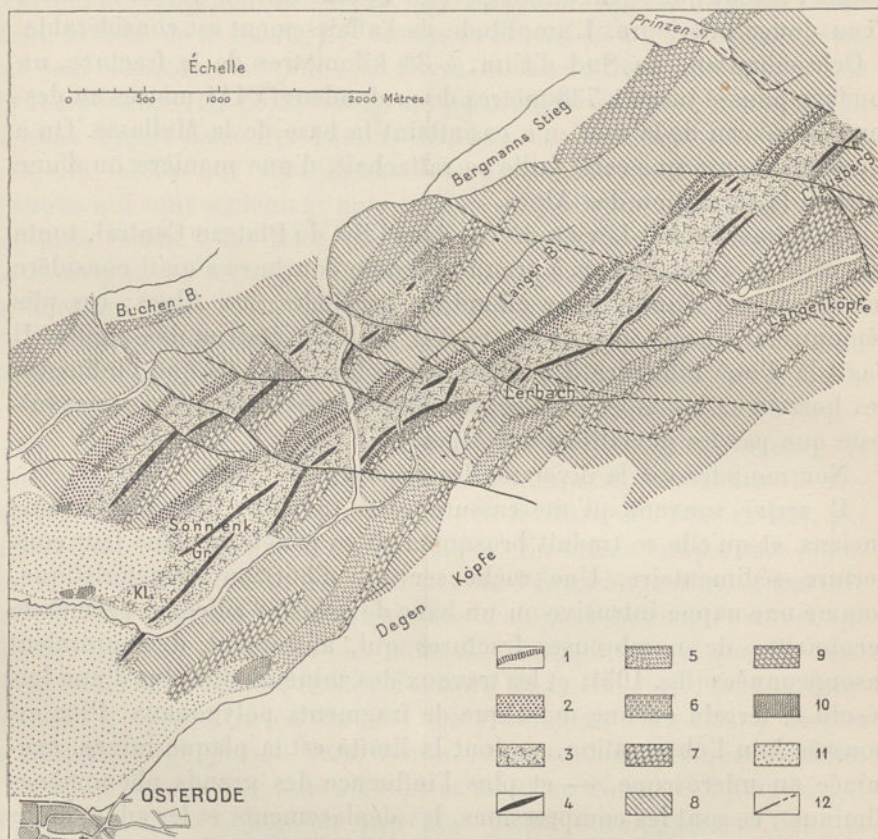 Échelle
0 500 1000 2000 Mètres
Prinzen-T.
Bergmanns Stieg
Clausberg
Buchen-B.
Langen B.
Langenköpfe
Lerbach
Sonnenk.
Gr.
Kl.
Degen Köpfe
OSTERODE
1 5 9
2 6 10
3 7 11
4 8 12